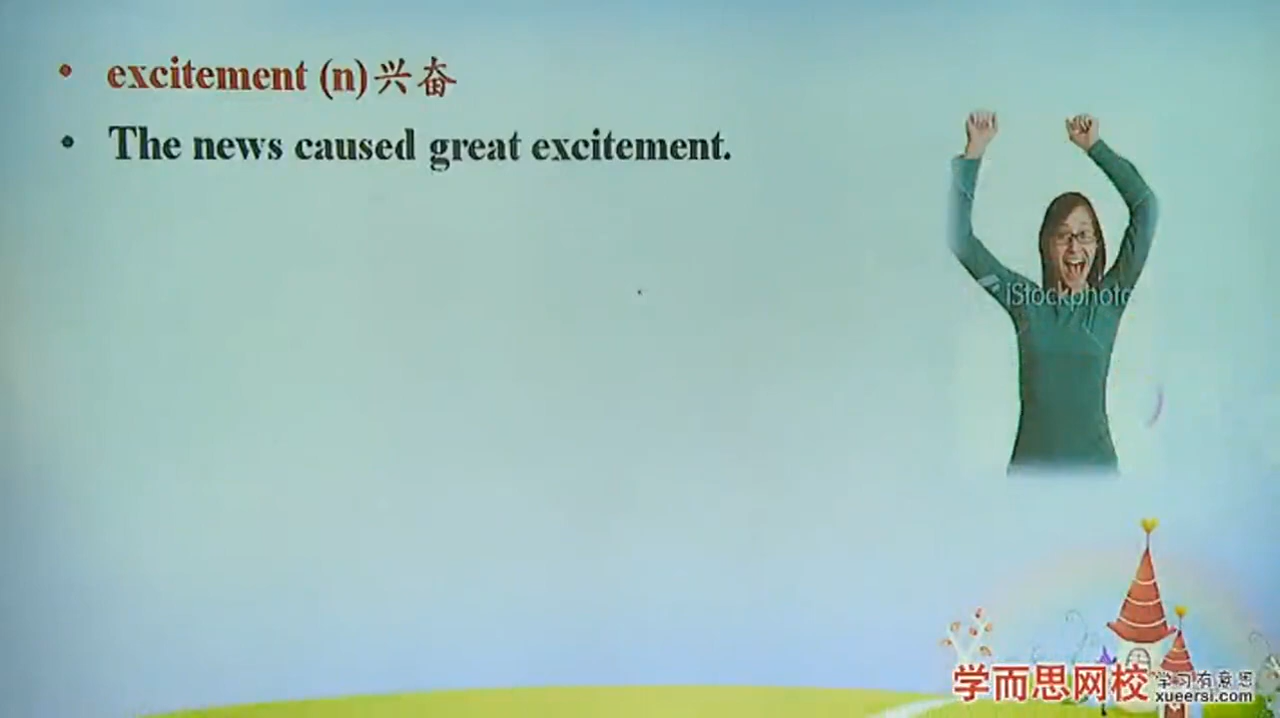 • excitement (n)兴奋
• The news caused great excitement.
iStockphoto
学而思网校
学习有意思
xueersi.com